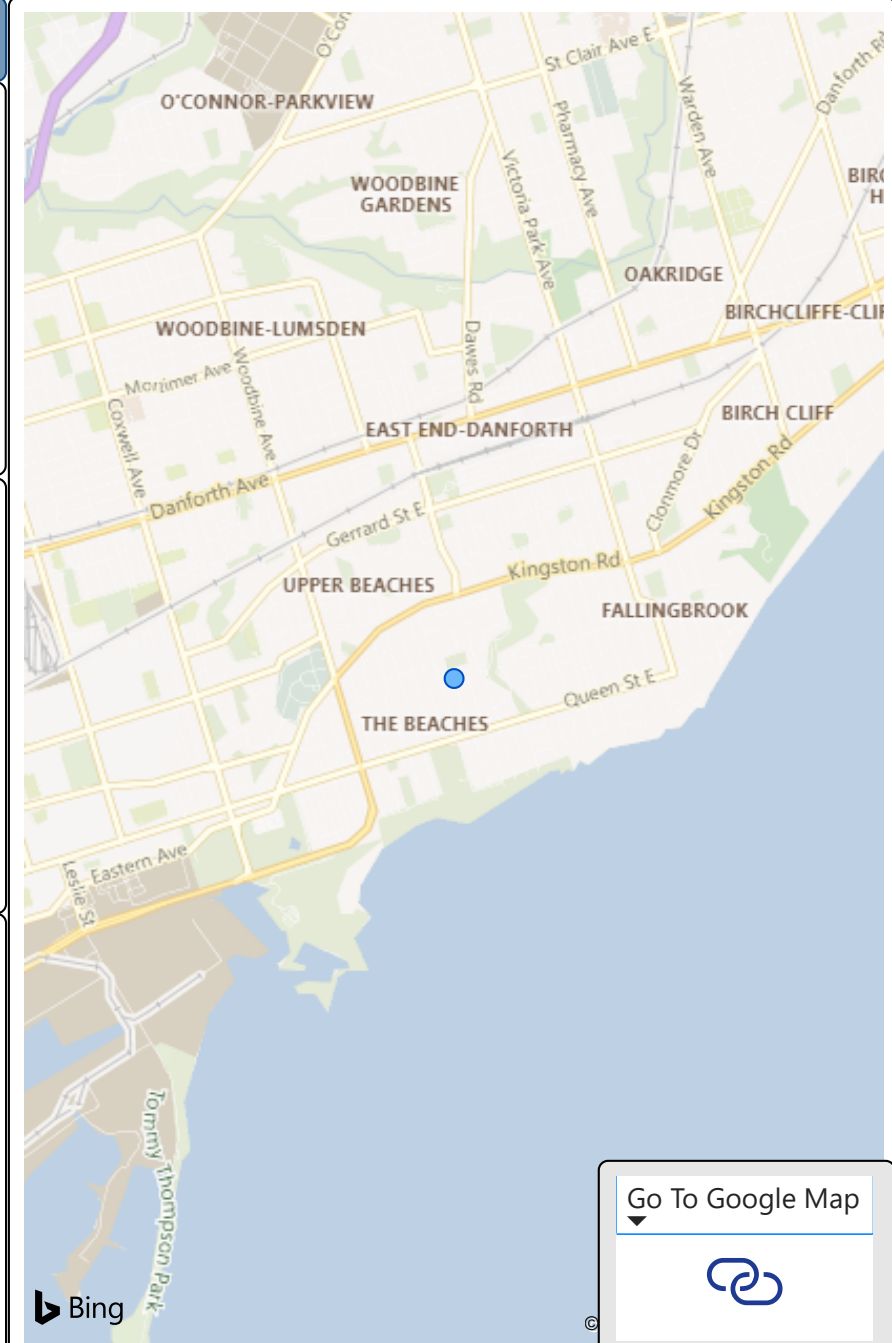 O'Con
St Clair Ave E
Danforth Rd
O'CONNOR-PARKVIEW
Warden Ave
Pharmacy Ave
Victoria Park Ave
WOODBINE
GARDENS
BIRC
H
OAKRIDGE
BIRCHCLIFFE-CLIF
WOODBINE-LUMSDEN
Dawes Rd
Mortimer Ave
Woodbine Ave
Coxwell Ave
BIRCH CLIFF
EAST END-DANFORTH
Clonmore Dr
Kingston Rd
Danforth Ave
Gerrard St E
Kingston Rd
UPPER BEACHES
FALLINGBROOK
Queen St E
THE BEACHES
Eastern Ave
Leslie St
Tommy Thompson Park
Go To Google Map
Bing
©